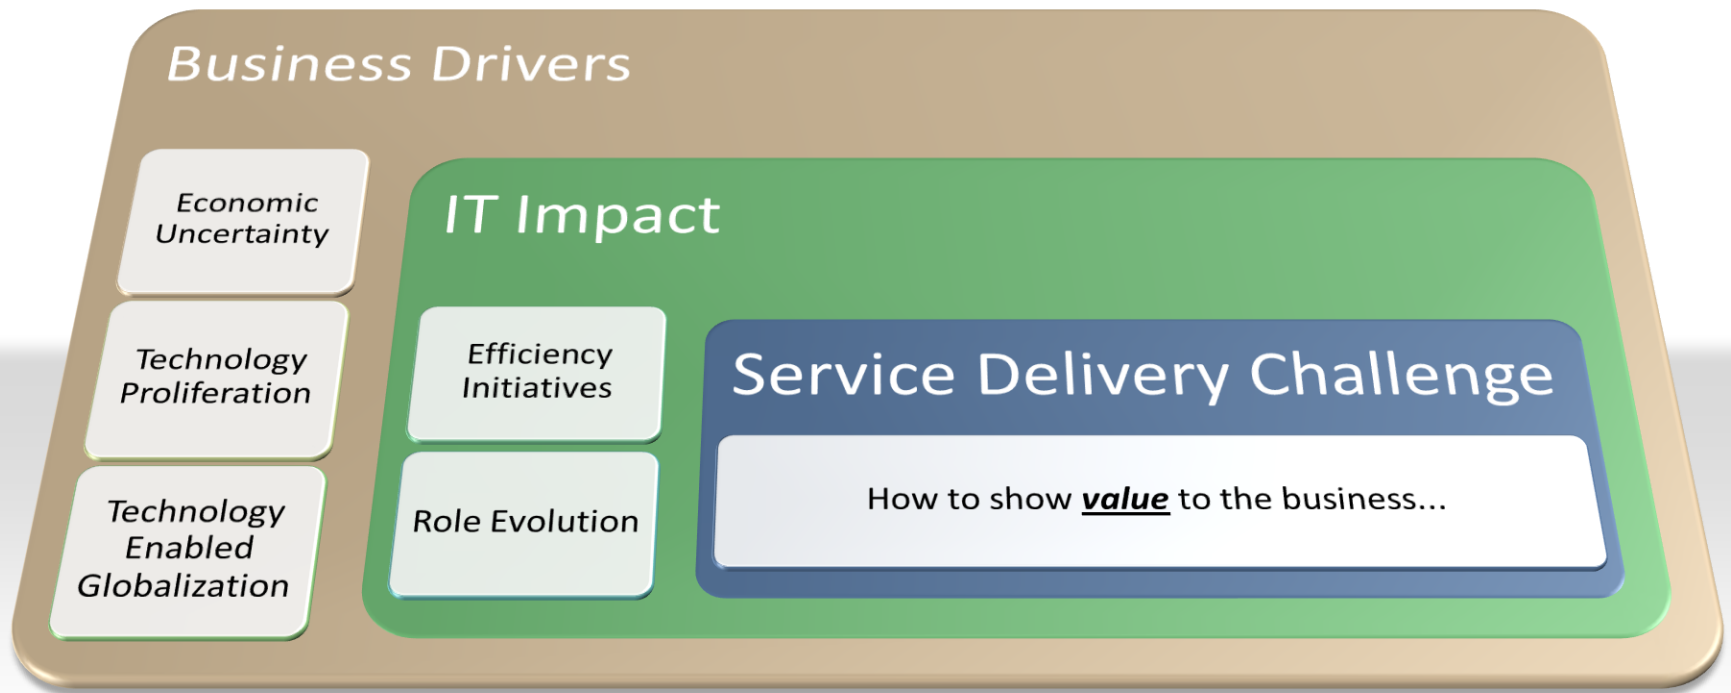 Business Drivers
Economic
Uncertainty
Technology
Proliferation
Technology
Enabled
Globalization
IT Impact
Efficiency
Initiatives
Role Evolution
Service Delivery Challenge
How to show value to the business...